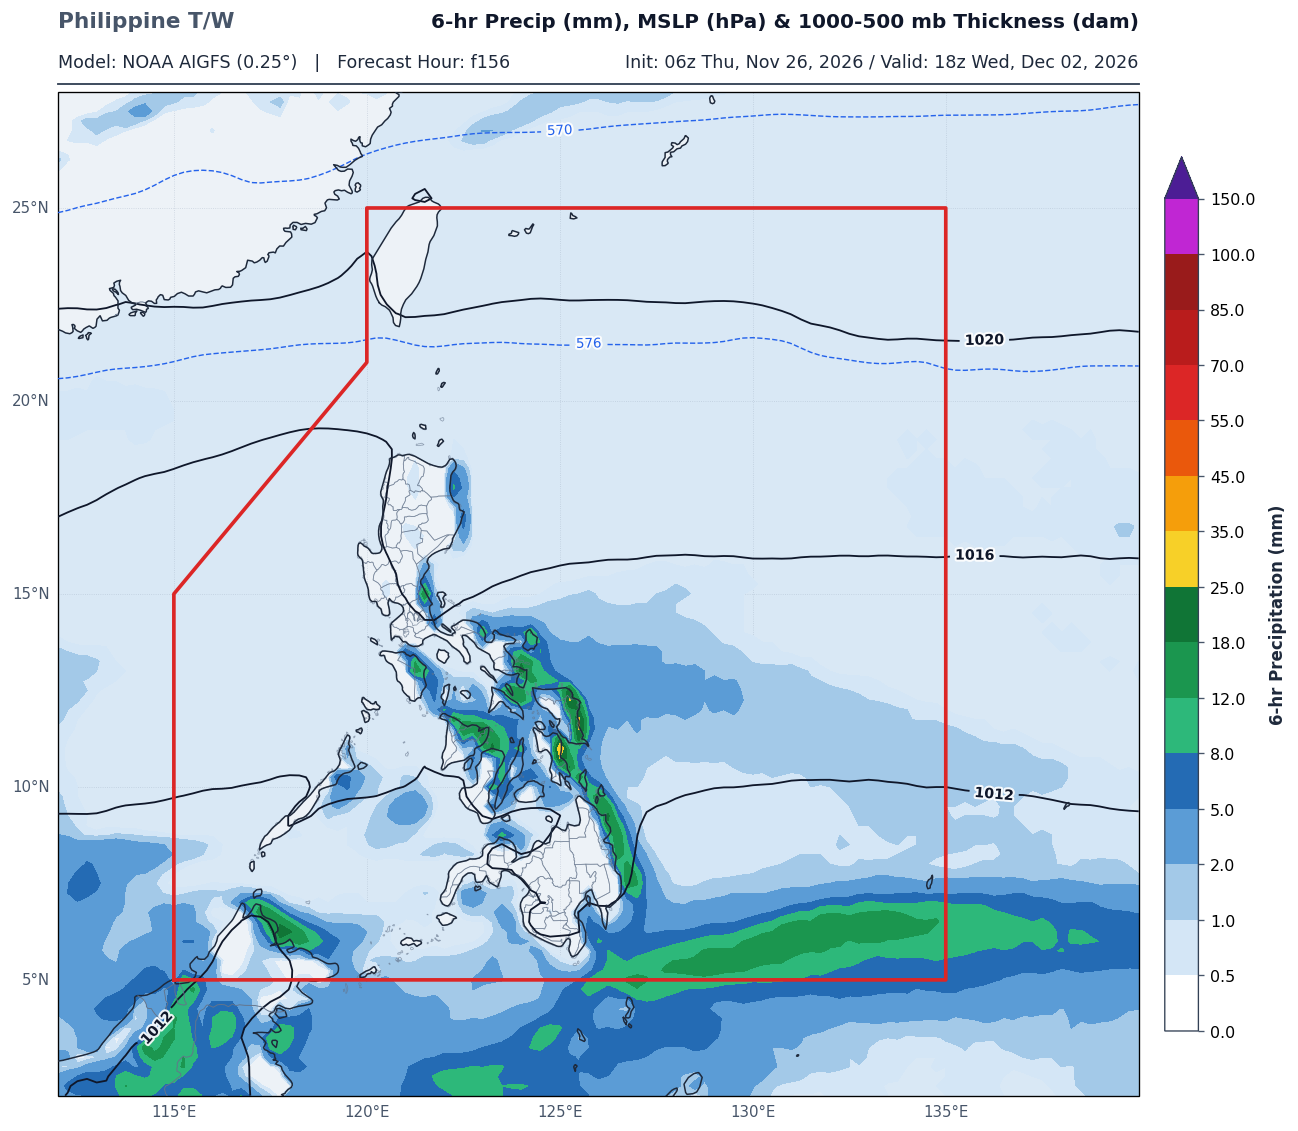 Philippine T/W
6-hr Precip (mm), MSLP (hPa) & 1000-500 mb Thickness (dam)
Model: NOAA AIGFS (0.25°) | Forecast Hour: f156
Init: 06z Thu, Nov 26, 2026 / Valid: 18z Wed, Dec 02, 2026
570
576
1020
1016
1012
1012
25°N
20°N
15°N
10°N
5°N
115°E
120°E
125°E
130°E
135°E
150.0
100.0
85.0
70.0
55.0
45.0
35.0
25.0
18.0
12.0
8.0
5.0
2.0
1.0
0.5
0.0
6-hr Precipitation (mm)